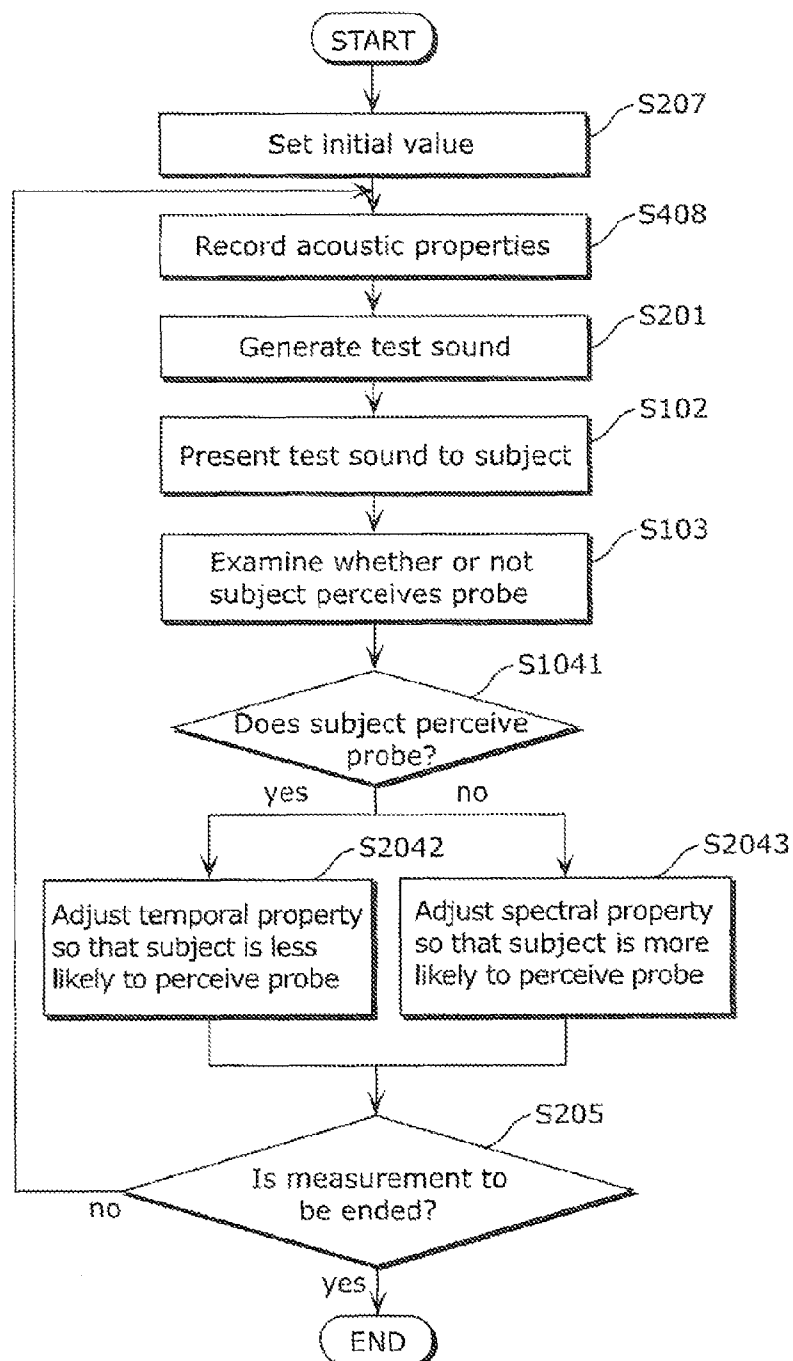 START
S207
Set initial value
S408
Record acoustic properties
S201
Generate test sound
S102
Present test sound to subject
S103
Examine whether or not
subject perceives probe
S1041
Does subject perceive
probe?
yes
no
S2042
Adjust temporal property
so that subject is less
likely to perceive probe
S2043
Adjust spectral property
so that subject is more
likely to perceive probe
S205
Is measurement to
be ended?
no
yes
END